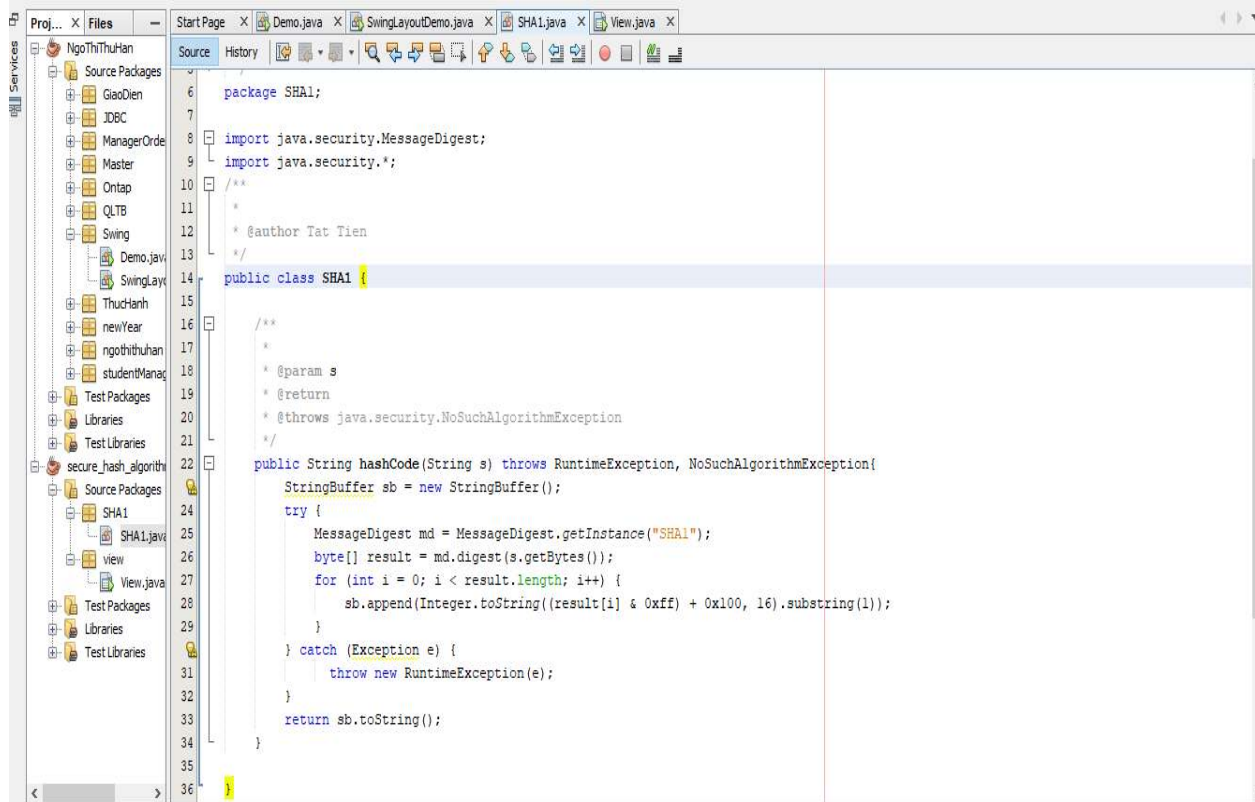 Proj... X Files –
Start Page X Demo.java X SwingLayoutDemo.java X SHA1.java X View.java X
Services
Source History
NgoThiThuHan
Source Packages
GiaoDien
JDBC
ManagerOrde
Master
Ontap
QLTB
Swing
Demo.jav
SwingLayo
ThucHanh
newYear
ngothithuhan
studentManag
Test Packages
Libraries
Test Libraries
secure_hash_algorith
Source Packages
SHA1
SHA1.java
view
View.java
Test Packages
Libraries
Test Libraries
6 package SHA1;
7
8 import java.security.MessageDigest;
9 import java.security.*;
10 /**
11 *
12 * @author Tat Tien
13 */
14 public class SHA1 {
15
16 /**
17 *
18 * @param s
19 * @return
20 * @throws java.security.NoSuchAlgorithmException
21 */
22 public String hashCode(String s) throws RuntimeException, NoSuchAlgorithmException{
StringBuffer sb = new StringBuffer();
24 try {
25 MessageDigest md = MessageDigest.getInstance("SHA1");
26 byte[] result = md.digest(s.getBytes());
27 for (int i = 0; i < result.length; i++) {
28 sb.append(Integer.toString((result[i] & 0xff) + 0x100, 16).substring(1));
29 }
} catch (Exception e) {
31 throw new RuntimeException(e);
32 }
33 return sb.toString();
34 }
35
36 }